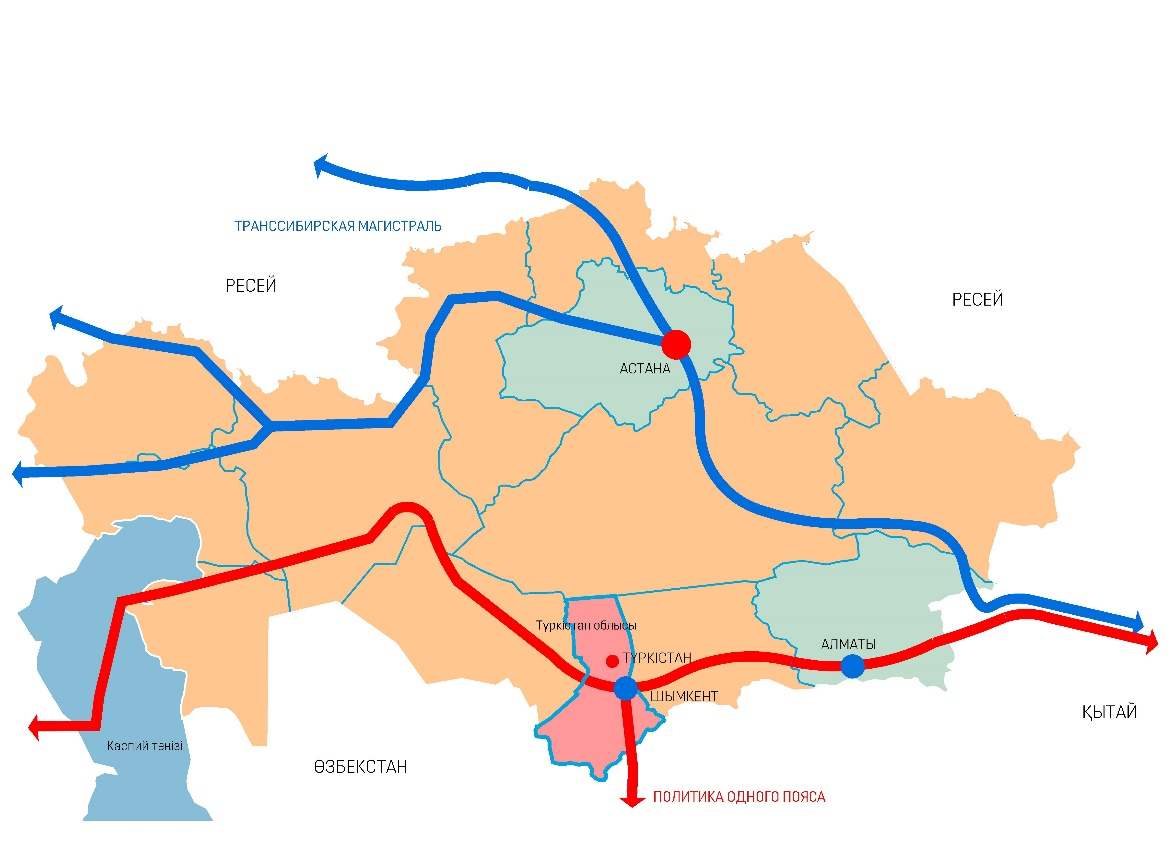 ТРАНССИБИРСКАЯ МАГИСТРАЛЬ
РЕСЕЙ
РЕСЕЙ
АСТАНА
Түркістан облысы
АЛМАТЫ
ТҮРКІСТАН
ШЫМКЕНТ
ҚЫТАЙ
Каспий теңізі
ӨЗБЕКСТАН
ПОЛИТИКА ОДНОГО ПОЯСА